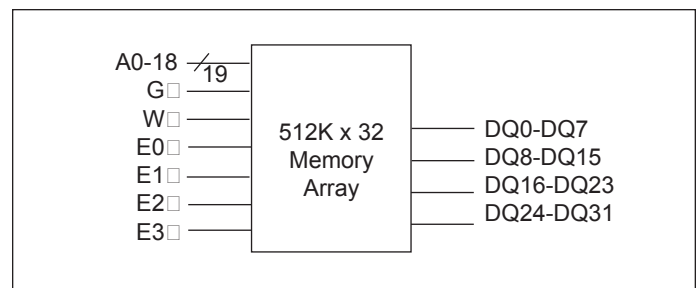 A0-18
19
G□
W□
E0□
E1□
E2□
E3□
512K x 32
Memory
Array
DQ0-DQ7
DQ8-DQ15
DQ16-DQ23
DQ24-DQ31